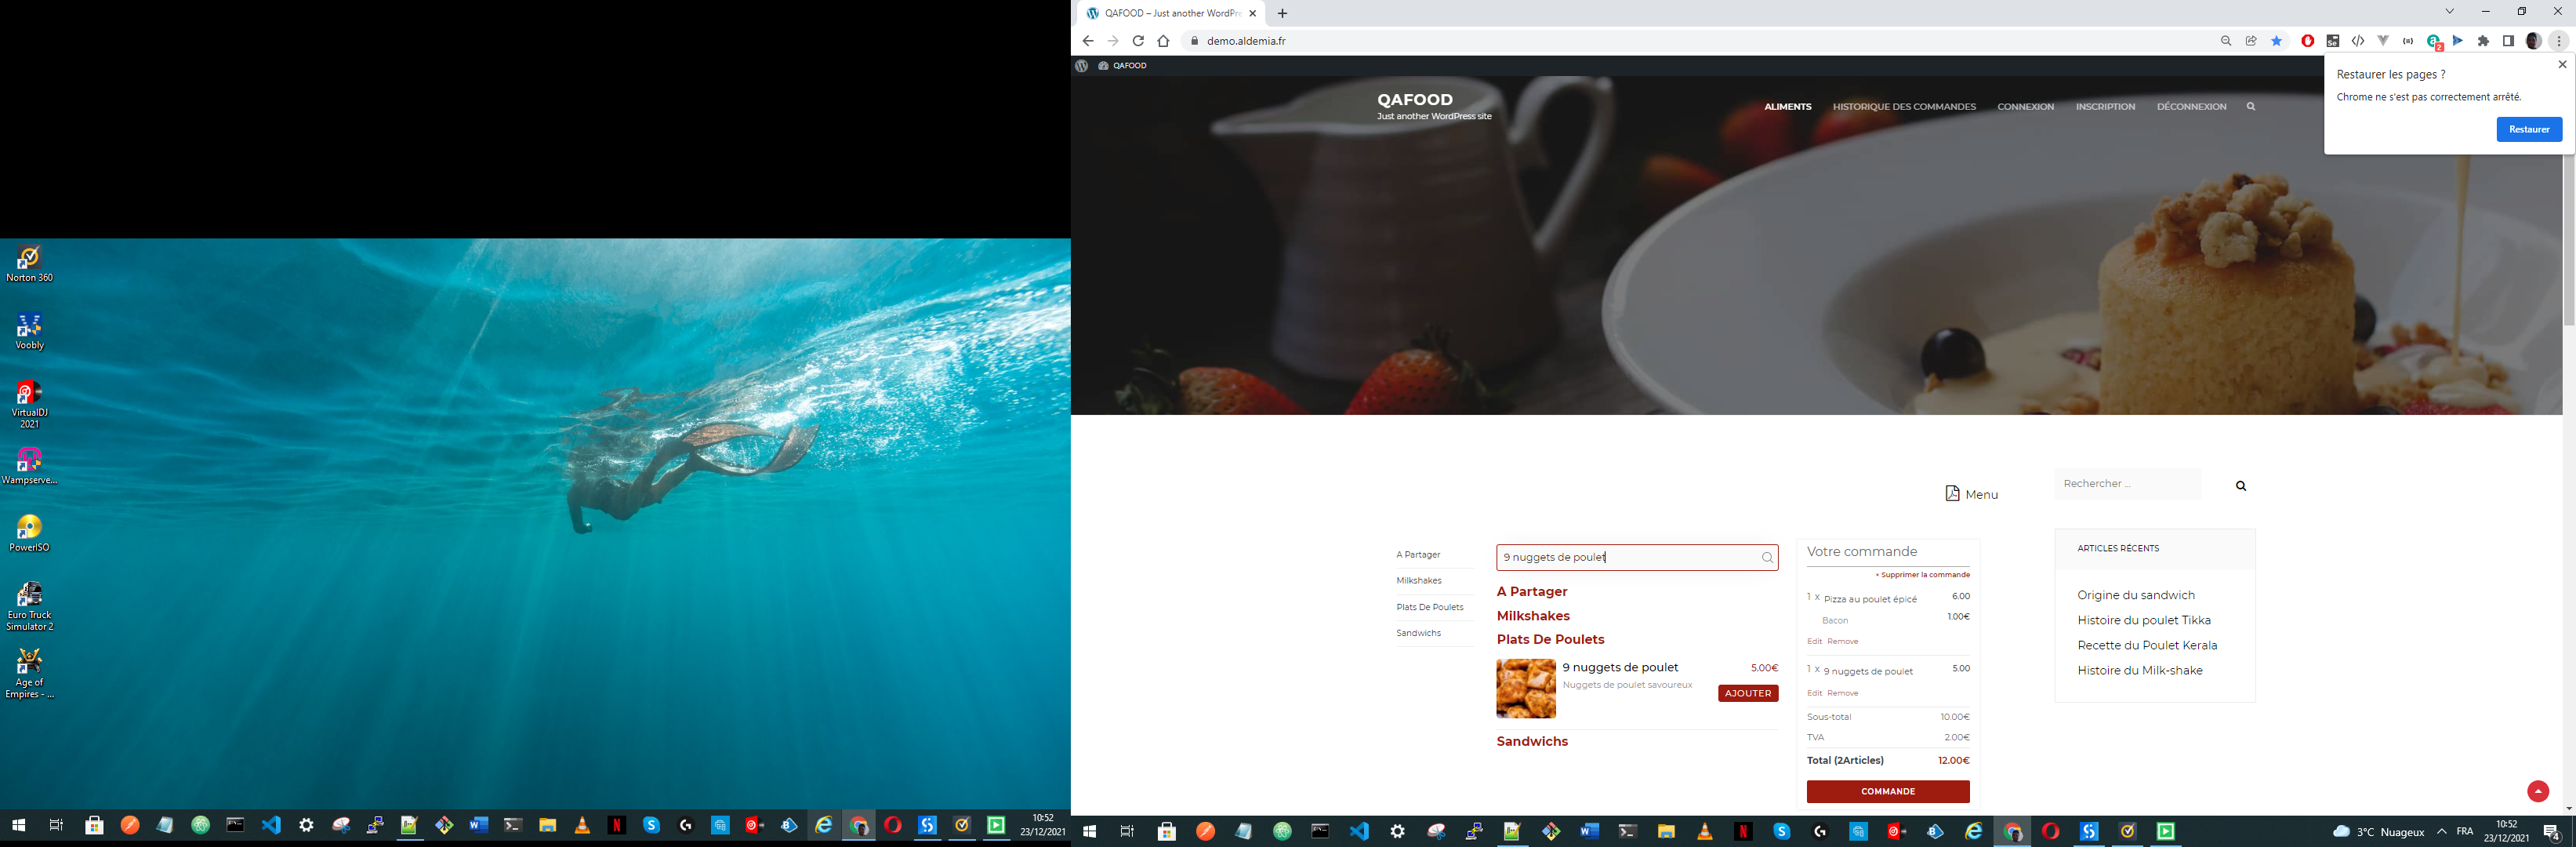 Norton 360
Voobly
VirtualDJ
2021
Wampserve...
PowerISO
Euro Truck
Simulator 2
Age of
Empires - ...
10:52
23/12/2021
QAFOOD – Just another WordPre
demo.aldemia.fr
2
QAFOOD
Restaurer les pages ?
Chrome ne s'est pas correctement arrêté.
Restaurer
QAFOOD
Just another WordPress site
ALIMENTS HISTORIQUE DES COMMANDES CONNEXION INSCRIPTION DÉCONNEXION
Menu
Rechercher ...
A Partager
Milkshakes
Plats De Poulets
Sandwichs
9 nuggets de poulet
A Partager
Milkshakes
Plats De Poulets
9 nuggets de poulet 5.00€
Nuggets de poulet savoureux
AJOUTER
Sandwichs
Votre commande
× Supprimer la commande
1 x Pizza au poulet épicé 6.00
Bacon 1.00€
Edit Remove
1 x 9 nuggets de poulet 5.00
Edit Remove
Sous-total 10.00€
TVA 2.00€
Total (2Articles) 12.00€
COMMANDE
ARTICLES RÉCENTS
Origine du sandwich
Histoire du poulet Tikka
Recette du Poulet Kerala
Histoire du Milk-shake
3°C Nuageux
FRA
10:52
23/12/2021
4